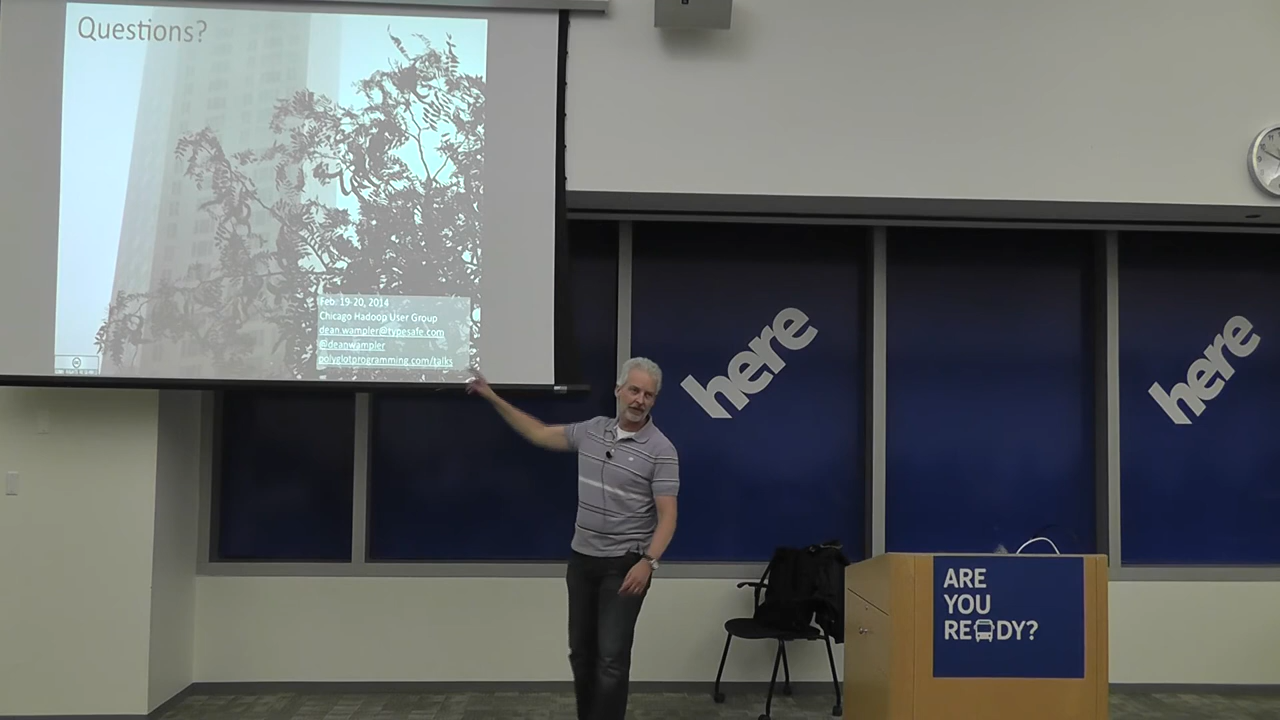 Questions?
Feb. 19-20, 2014
Chicago Hadoop User Group
dean.wampler@typesafe.com
@deanwampler
polyglotprogramming.com/talks
here
here
ARE
YOU
READY?